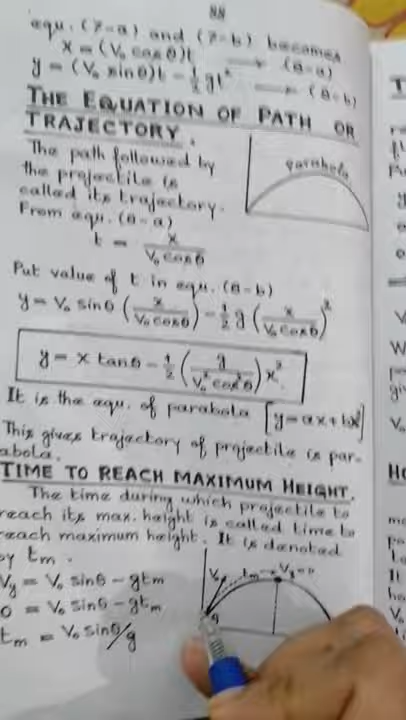 88
equ. (7-a) and (7-b) becomes
x = (V₀ cosθ)t → (8-a)
y = (V₀ sinθ)t - ½ gt² → (8-b)
THE EQUATION OF PATH OR
TRAJECTORY.
The path followed by
the projectile is
called its trajectory.
From equ. (8-a)
parabola
t = x / V₀ cosθ
Put value of t in equ. (8-b)
y = V₀ sinθ (x / V₀ cosθ) - ½ g (x / V₀ cosθ)²
y = x tanθ - ½ (g / V₀² cos²θ) x².
It is the equ. of parabola [y = ax + bx²]
This gives trajectory of projectile is par-
abola.
TIME TO REACH MAXIMUM HEIGHT.
The time during which projectile to
reach its max. height is called time to
reach maximum height. It is denoted
by tm.
Vy = V₀ sinθ - gtm
0 = V₀ sinθ - gtm
tm = V₀ sinθ/g
V₀ tm Vy = 0